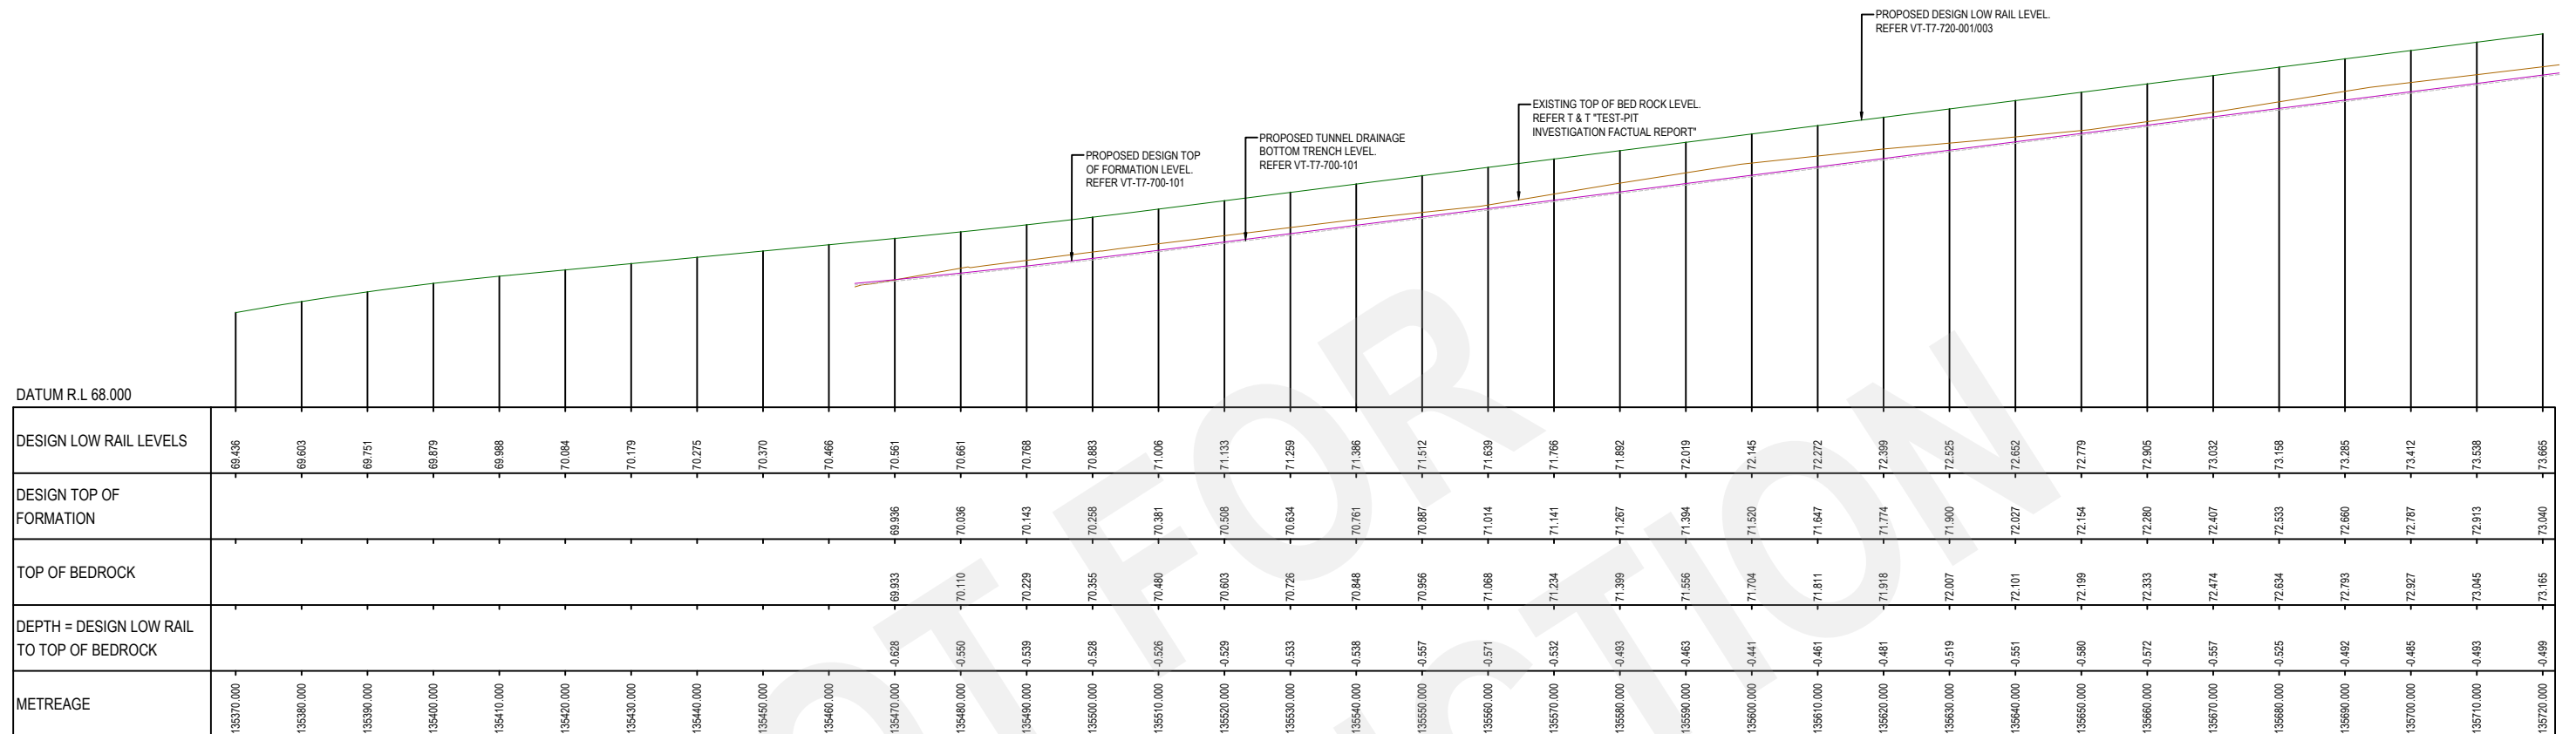 PROPOSED DESIGN LOW RAIL LEVEL.
REFER VT-T7-720-001/003
EXISTING TOP OF BED ROCK LEVEL.
REFER T & T "TEST-PIT
INVESTIGATION FACTUAL REPORT"
PROPOSED TUNNEL DRAINAGE
BOTTOM TRENCH LEVEL.
REFER VT-T7-700-101
PROPOSED DESIGN TOP
OF FORMATION LEVEL.
REFER VT-T7-700-101
DATUM R.L 68.000
DESIGN LOW RAIL LEVELS
69.436 69.603 69.751 69.879 69.988 70.084 70.179 70.275 70.370 70.466 70.561 70.661 70.768 70.883 71.006 71.133 71.259 71.386 71.512 71.639 71.766 71.892 72.019 72.145 72.272 72.399 72.525 72.652 72.779 72.905 73.032 73.158 73.285 73.412 73.538 73.665
DESIGN TOP OF
FORMATION
69.936 70.036 70.143 70.258 70.381 70.508 70.634 70.761 70.887 71.014 71.141 71.267 71.394 71.520 71.647 71.774 71.900 72.027 72.154 72.280 72.407 72.533 72.660 72.787 72.913 73.040
TOP OF BEDROCK
69.933 70.110 70.229 70.355 70.480 70.603 70.726 70.848 70.956 71.068 71.234 71.399 71.556 71.704 71.811 71.918 72.007 72.101 72.199 72.333 72.474 72.634 72.793 72.927 73.045 73.165
DEPTH = DESIGN LOW RAIL
TO TOP OF BEDROCK
-0.628 -0.550 -0.539 -0.528 -0.526 -0.529 -0.533 -0.538 -0.557 -0.571 -0.532 -0.493 -0.463 -0.441 -0.461 -0.481 -0.519 -0.551 -0.580 -0.572 -0.557 -0.525 -0.492 -0.485 -0.493 -0.499
METREAGE
135370.000 135380.000 135390.000 135400.000 135410.000 135420.000 135430.000 135440.000 135450.000 135460.000 135470.000 135480.000 135490.000 135500.000 135510.000 135520.000 135530.000 135540.000 135550.000 135560.000 135570.000 135580.000 135590.000 135600.000 135610.000 135620.000 135630.000 135640.000 135650.000 135660.000 135670.000 135680.000 135690.000 135700.000 135710.000 135720.000
OT FOR
UCTION